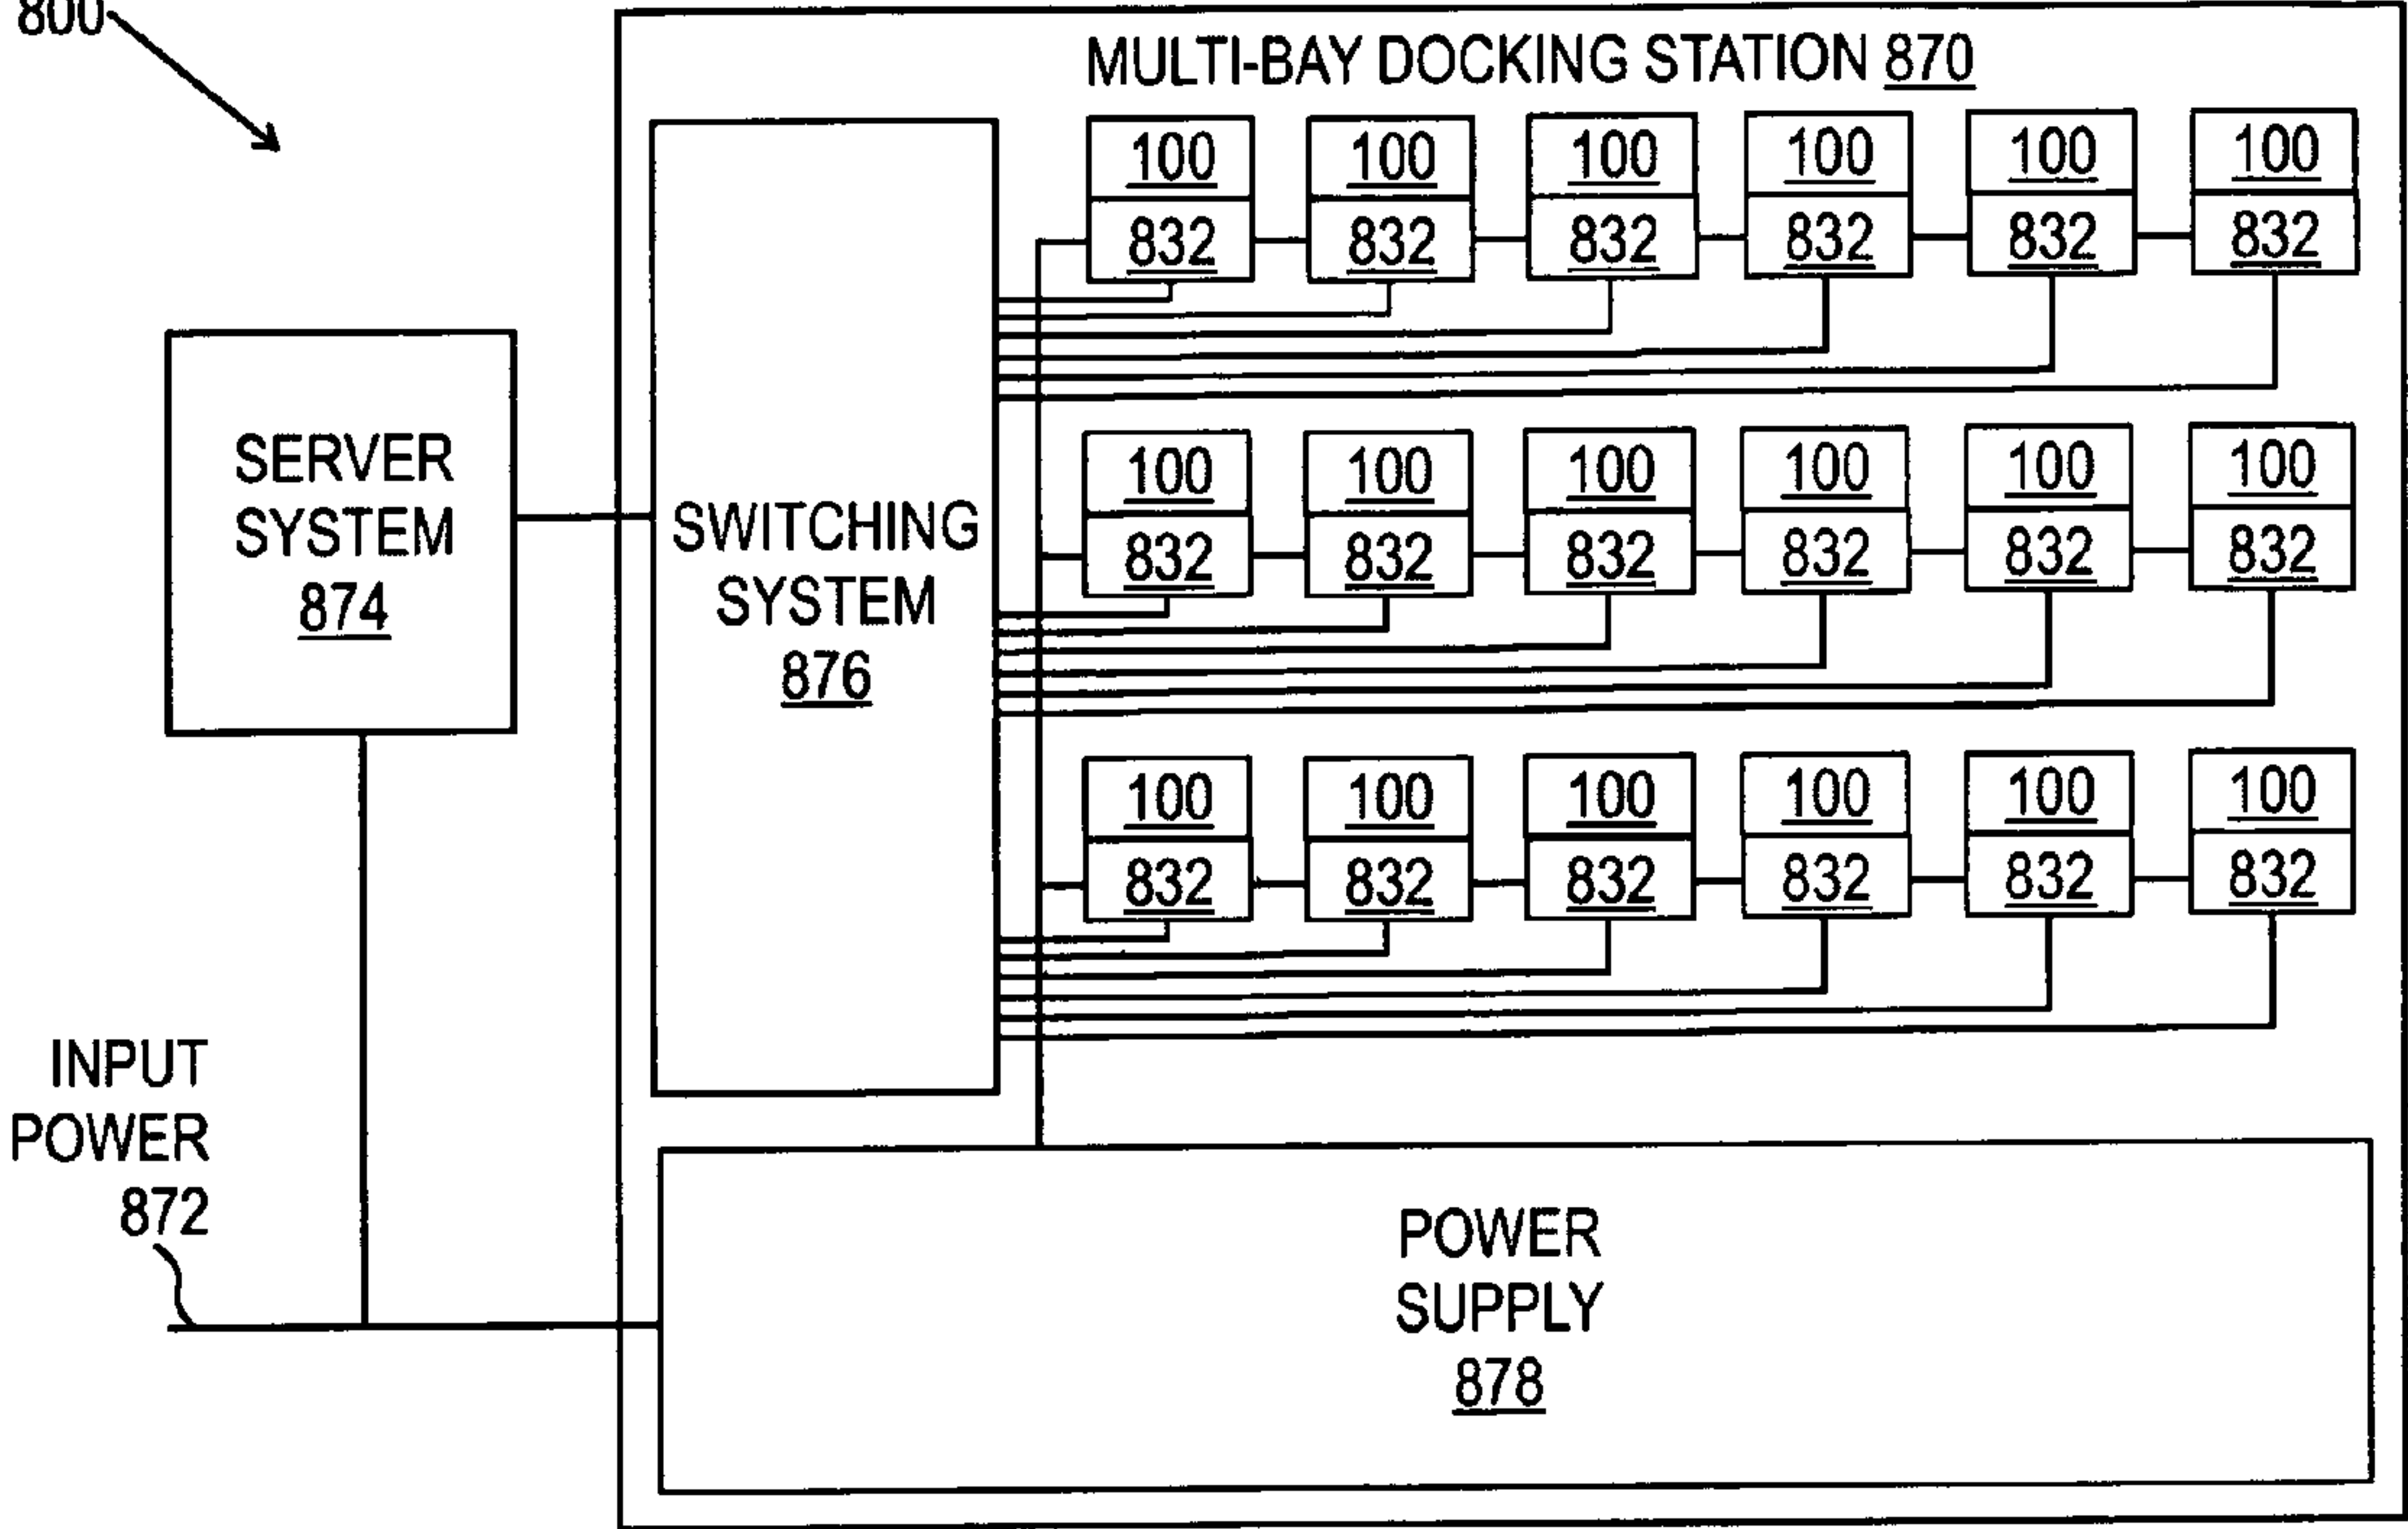 800
MULTI-BAY DOCKING STATION 870
100 100 100 100 100 100
832 832 832 832 832 832
SERVER
SYSTEM
874
SWITCHING
SYSTEM
876
100 100 100 100 100 100
832 832 832 832 832 832
100 100 100 100 100 100
832 832 832 832 832 832
INPUT
POWER
872
POWER
SUPPLY
878